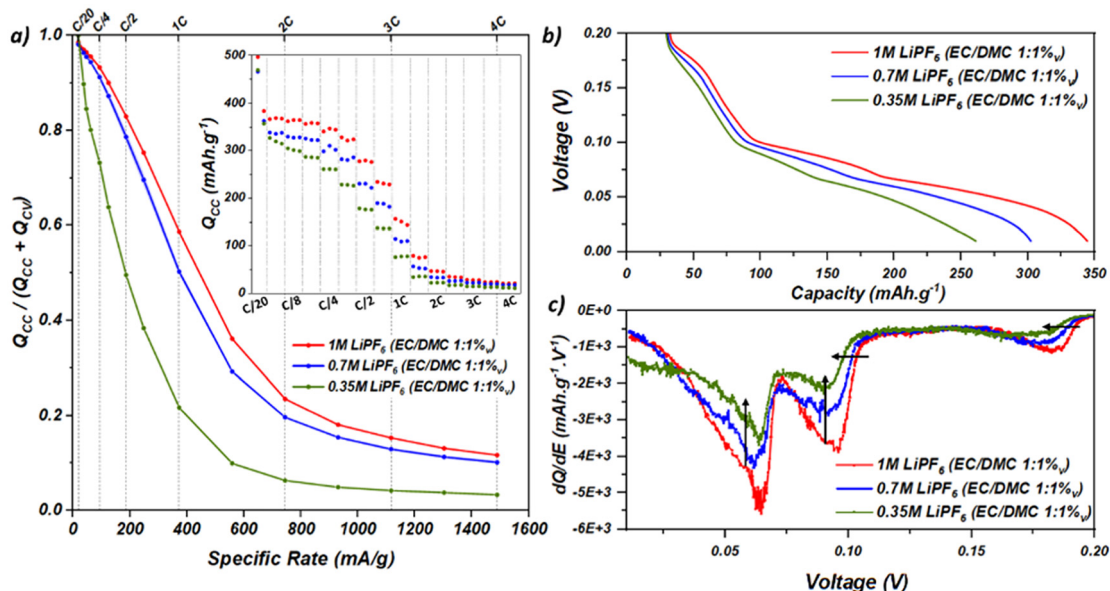 a)
C/20 C/4 C/2 1C 2C 3C 4C
1.0
0.8
0.6
0.4
0.2
0.0
Q_CC / (Q_CC + Q_CV)
0 200 400 600 800 1000 1200 1400 1600
Specific Rate (mA/g)
500
400
300
200
100
0
Q_CC (mAh.g⁻¹)
C/20 C/8 C/4 C/2 1C 2C 3C 4C
1M LiPF₆ (EC/DMC 1:1%ᵥ)
0.7M LiPF₆ (EC/DMC 1:1%ᵥ)
0.35M LiPF₆ (EC/DMC 1:1%ᵥ)
b)
0.20
0.15
0.10
0.05
0.00
Voltage (V)
1M LiPF₆ (EC/DMC 1:1%ᵥ)
0.7M LiPF₆ (EC/DMC 1:1%ᵥ)
0.35M LiPF₆ (EC/DMC 1:1%ᵥ)
0 50 100 150 200 250 300 350
Capacity (mAh.g⁻¹)
c)
0E+0
-1E+3
-2E+3
-3E+3
-4E+3
-5E+3
-6E+3
dQ/dE (mAh.g⁻¹.V⁻¹)
1M LiPF₆ (EC/DMC 1:1%ᵥ)
0.7M LiPF₆ (EC/DMC 1:1%ᵥ)
0.35M LiPF₆ (EC/DMC 1:1%ᵥ)
0.05 0.10 0.15 0.20
Voltage (V)